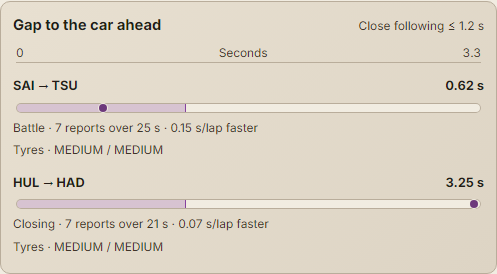 Gap to the car ahead
Close following ≤ 1.2 s
0 Seconds 3.3
SAI → TSU 0.62 s
Battle · 7 reports over 25 s · 0.15 s/lap faster
Tyres · MEDIUM / MEDIUM
HUL → HAD 3.25 s
Closing · 7 reports over 21 s · 0.07 s/lap faster
Tyres · MEDIUM / MEDIUM